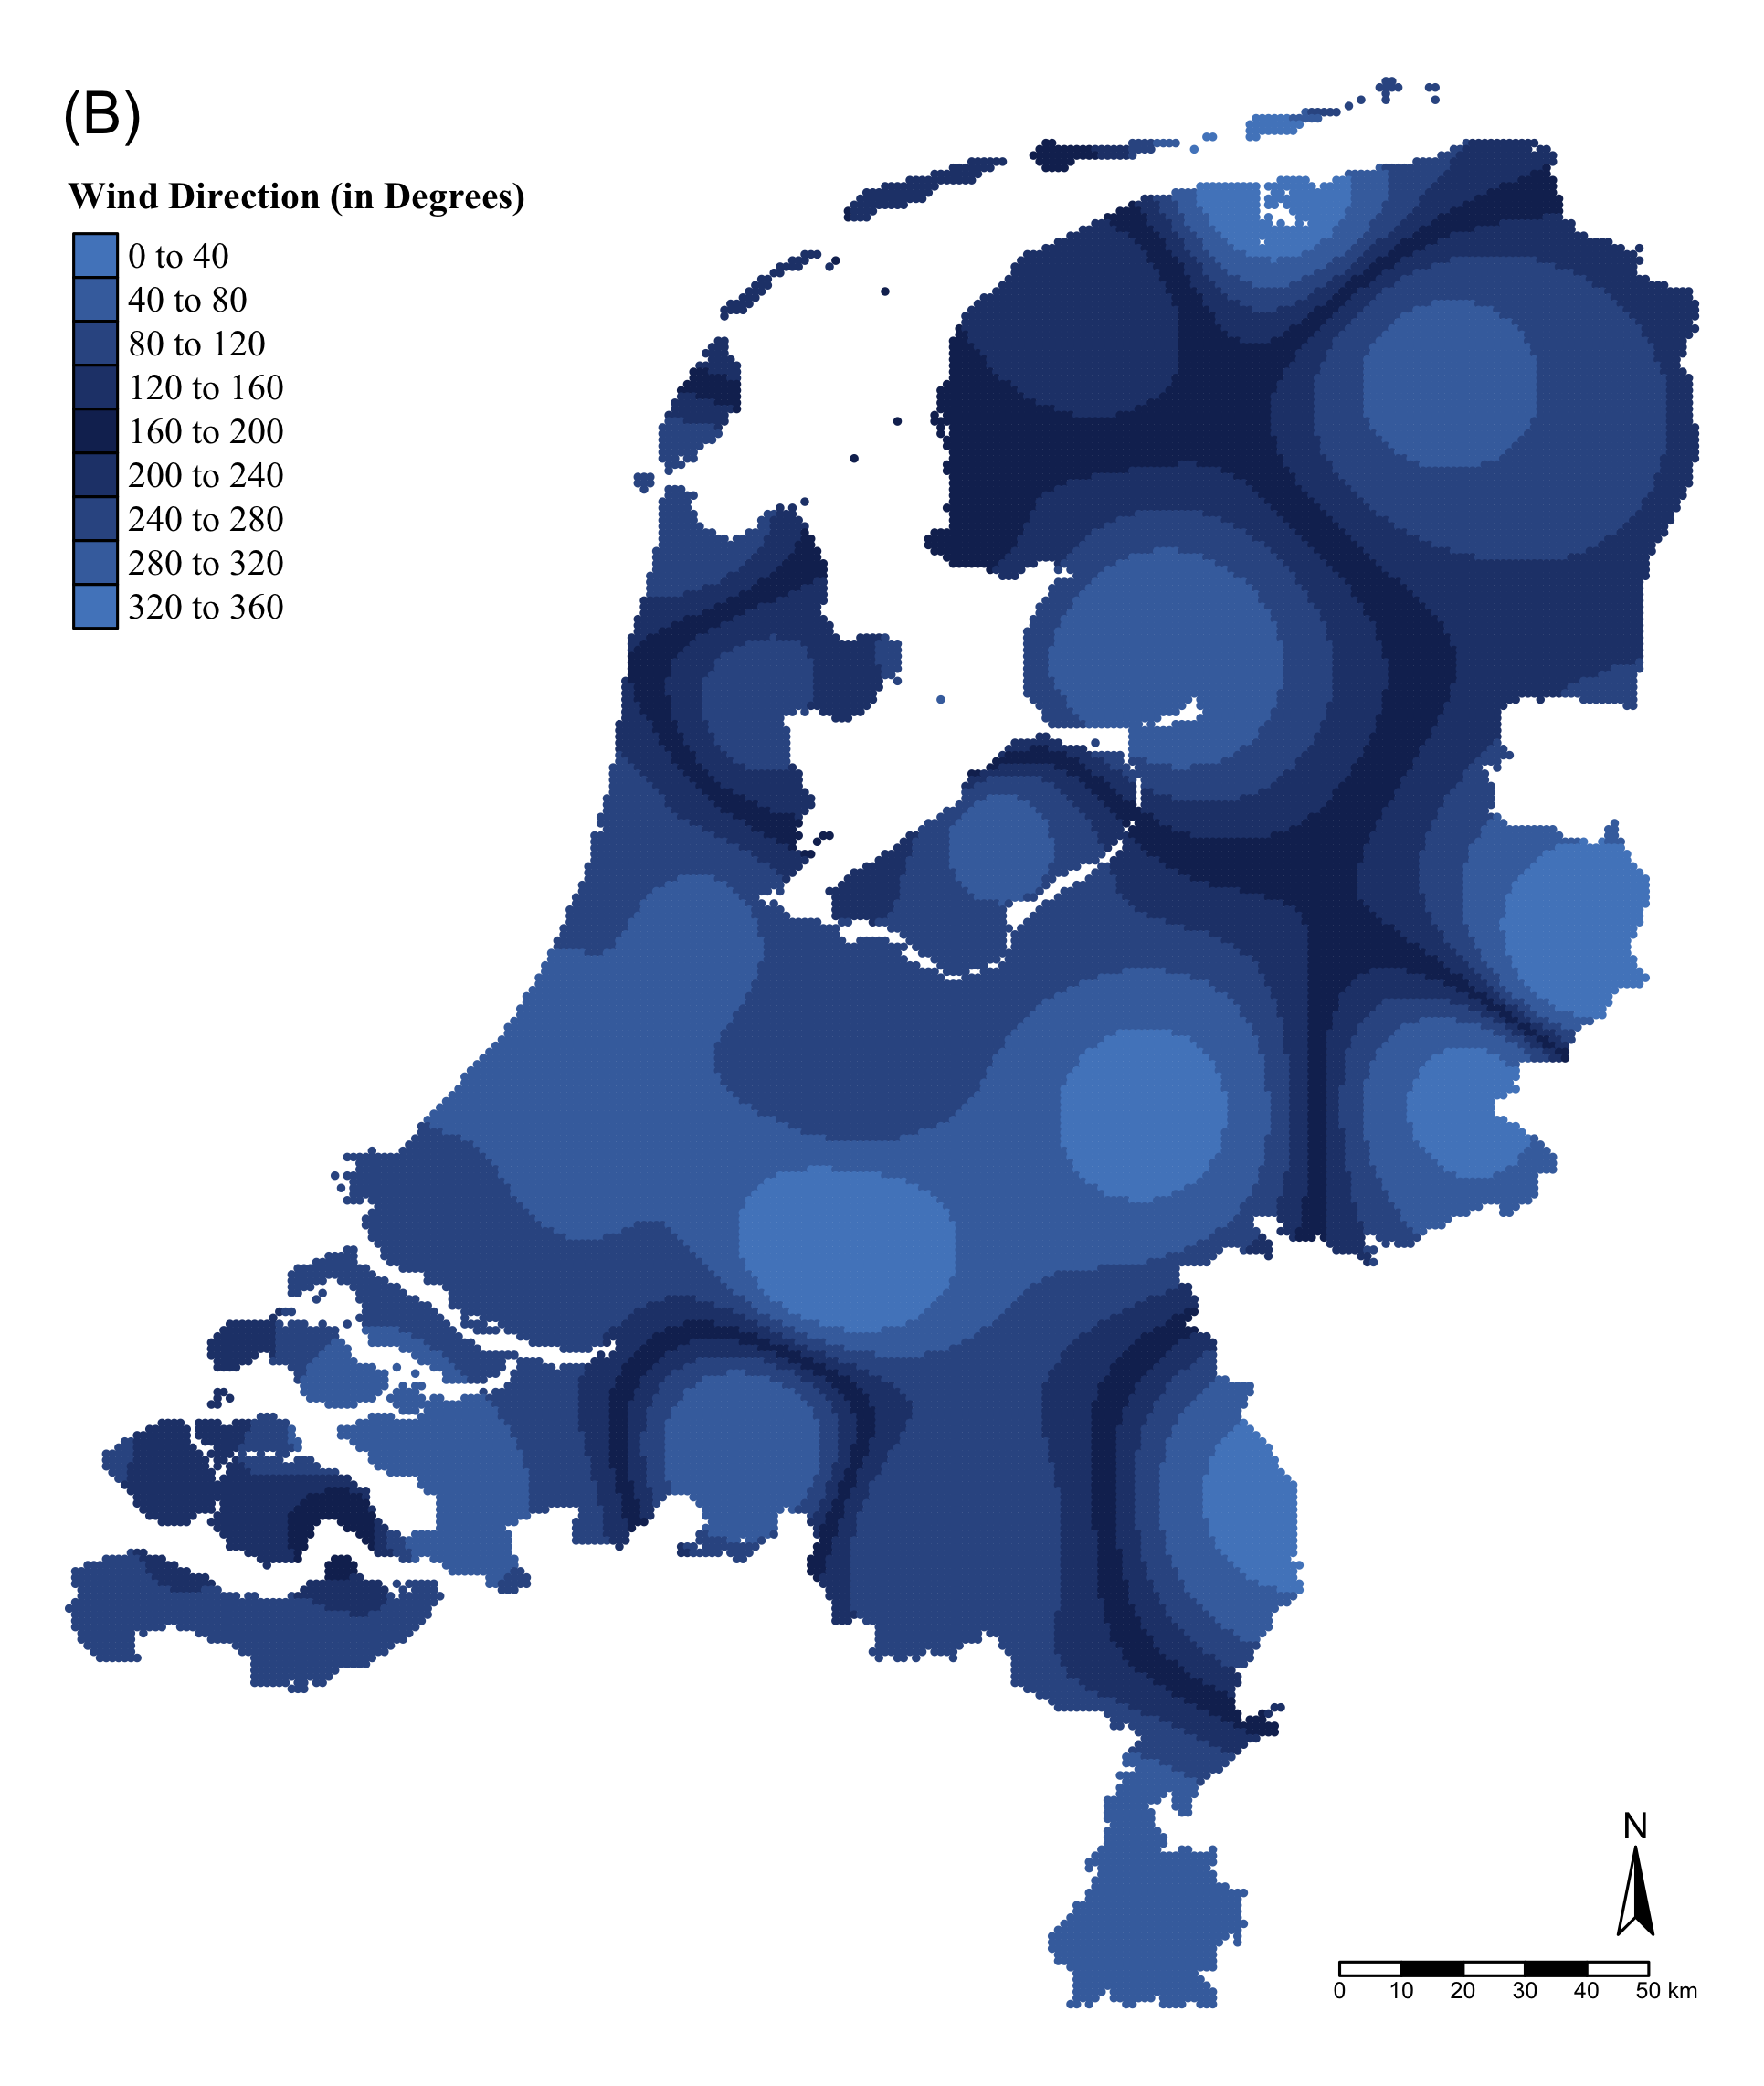 (B)
Wind Direction (in Degrees)
0 to 40
40 to 80
80 to 120
120 to 160
160 to 200
200 to 240
240 to 280
280 to 320
320 to 360
N
0 10 20 30 40 50 km